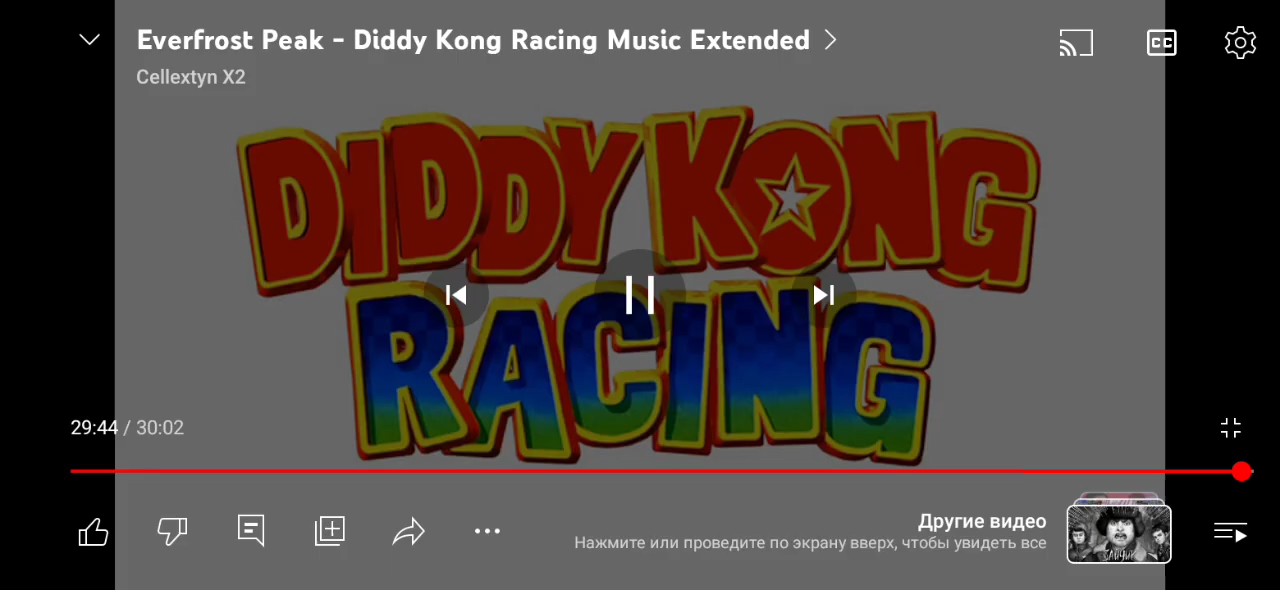 Everfrost Peak - Diddy Kong Racing Music Extended
CC
Cellextyn X2
DIDDY KONG
RACING
29:44 / 30:02
Другие видео
Нажмите или проведите по экрану вверх, чтобы увидеть все